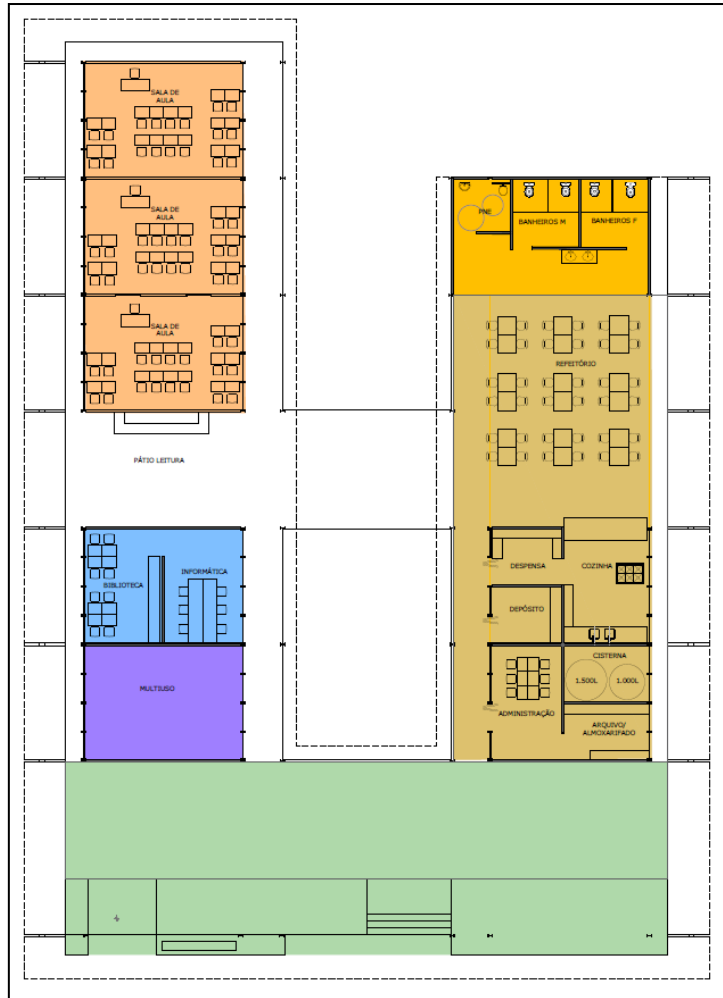 SALA DE
AULA
SALA DE
AULA
SALA DE
AULA
PÁTIO LEITURA
BIBLIOTECA
INFORMÁTICA
MULTIUSO
PNE
BANHEIROS M
BANHEIROS F
REFEITÓRIO
DESPENSA
COZINHA
DEPÓSITO
CISTERNA
1.500L
1.000L
ADMINISTRAÇÃO
ARQUIVO/
ALMOXARIFADO